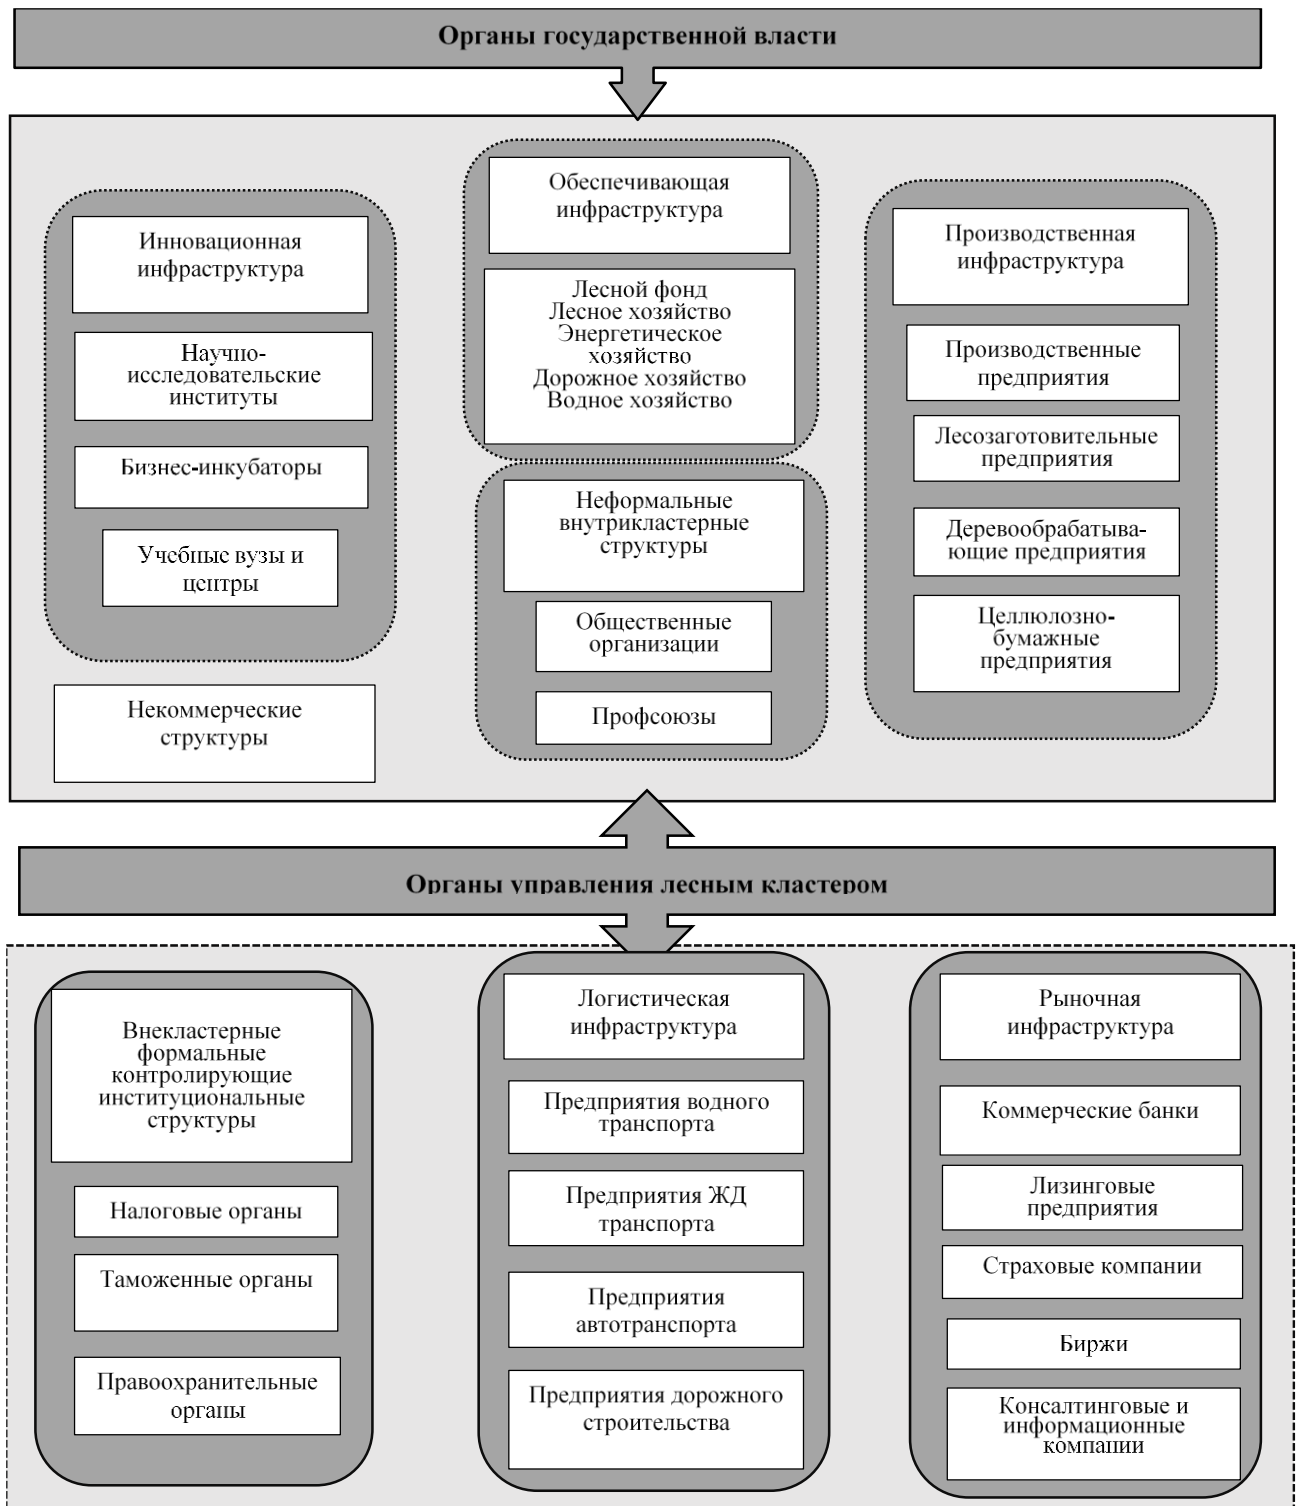 Органы государственной власти
Инновационная
инфраструктура
Научно-
исследовательские
институты
Бизнес-инкубаторы
Учебные вузы и
центры
Некоммерческие
структуры
Обеспечивающая
инфраструктура
Лесной фонд
Лесное хозяйство
Энергетическое
хозяйство
Дорожное хозяйство
Водное хозяйство
Неформальные
внутрикластерные
структуры
Общественные
организации
Профсоюзы
Производственная
инфраструктура
Производственные
предприятия
Лесозаготовительные
предприятия
Деревообрабатыва-
ющие предприятия
Целлюлозно-
бумажные
предприятия
Органы управления лесным кластером
Внекластерные
формальные
контролирующие
институциональные
структуры
Налоговые органы
Таможенные органы
Правоохранительные
органы
Логистическая
инфраструктура
Предприятия водного
транспорта
Предприятия ЖД
транспорта
Предприятия
автотранспорта
Предприятия дорожного
строительства
Рыночная
инфраструктура
Коммерческие банки
Лизинговые
предприятия
Страховые компании
Биржи
Консалтинговые и
информационные
компании